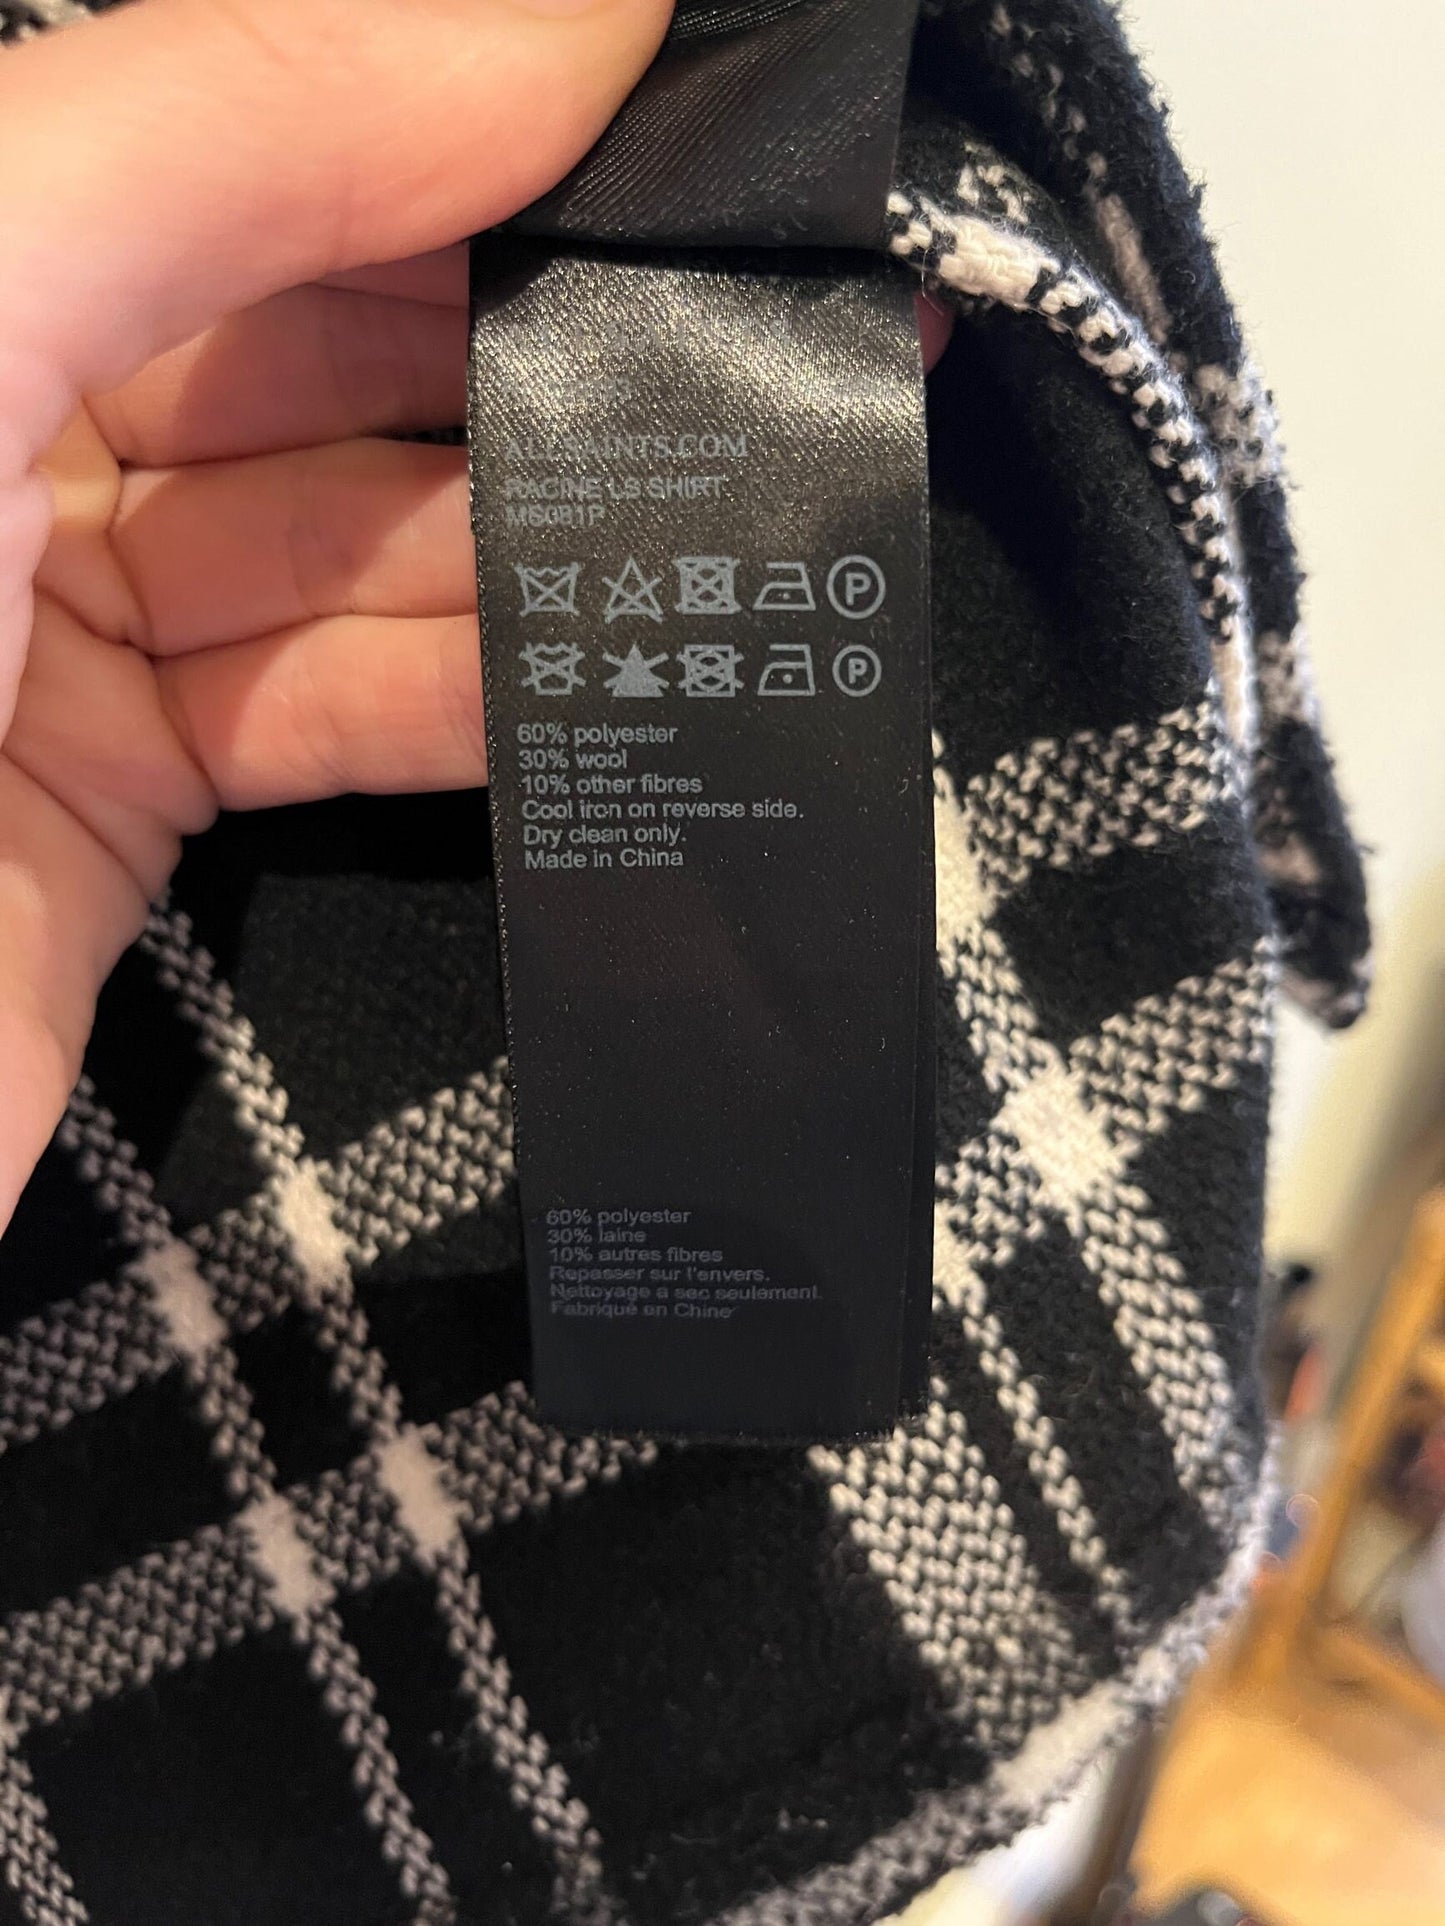 ALLSAINTS.COM
RACINE LS SHIRT
MS081P
P
P
60% polyester
30% wool
10% other fibres
Cool iron on reverse side.
Dry clean only.
Made in China
60% polyester
30% laine
10% autres fibres
Repasser sur l'envers.
Nettoyage a sec seulement.
Fabriqué en Chine